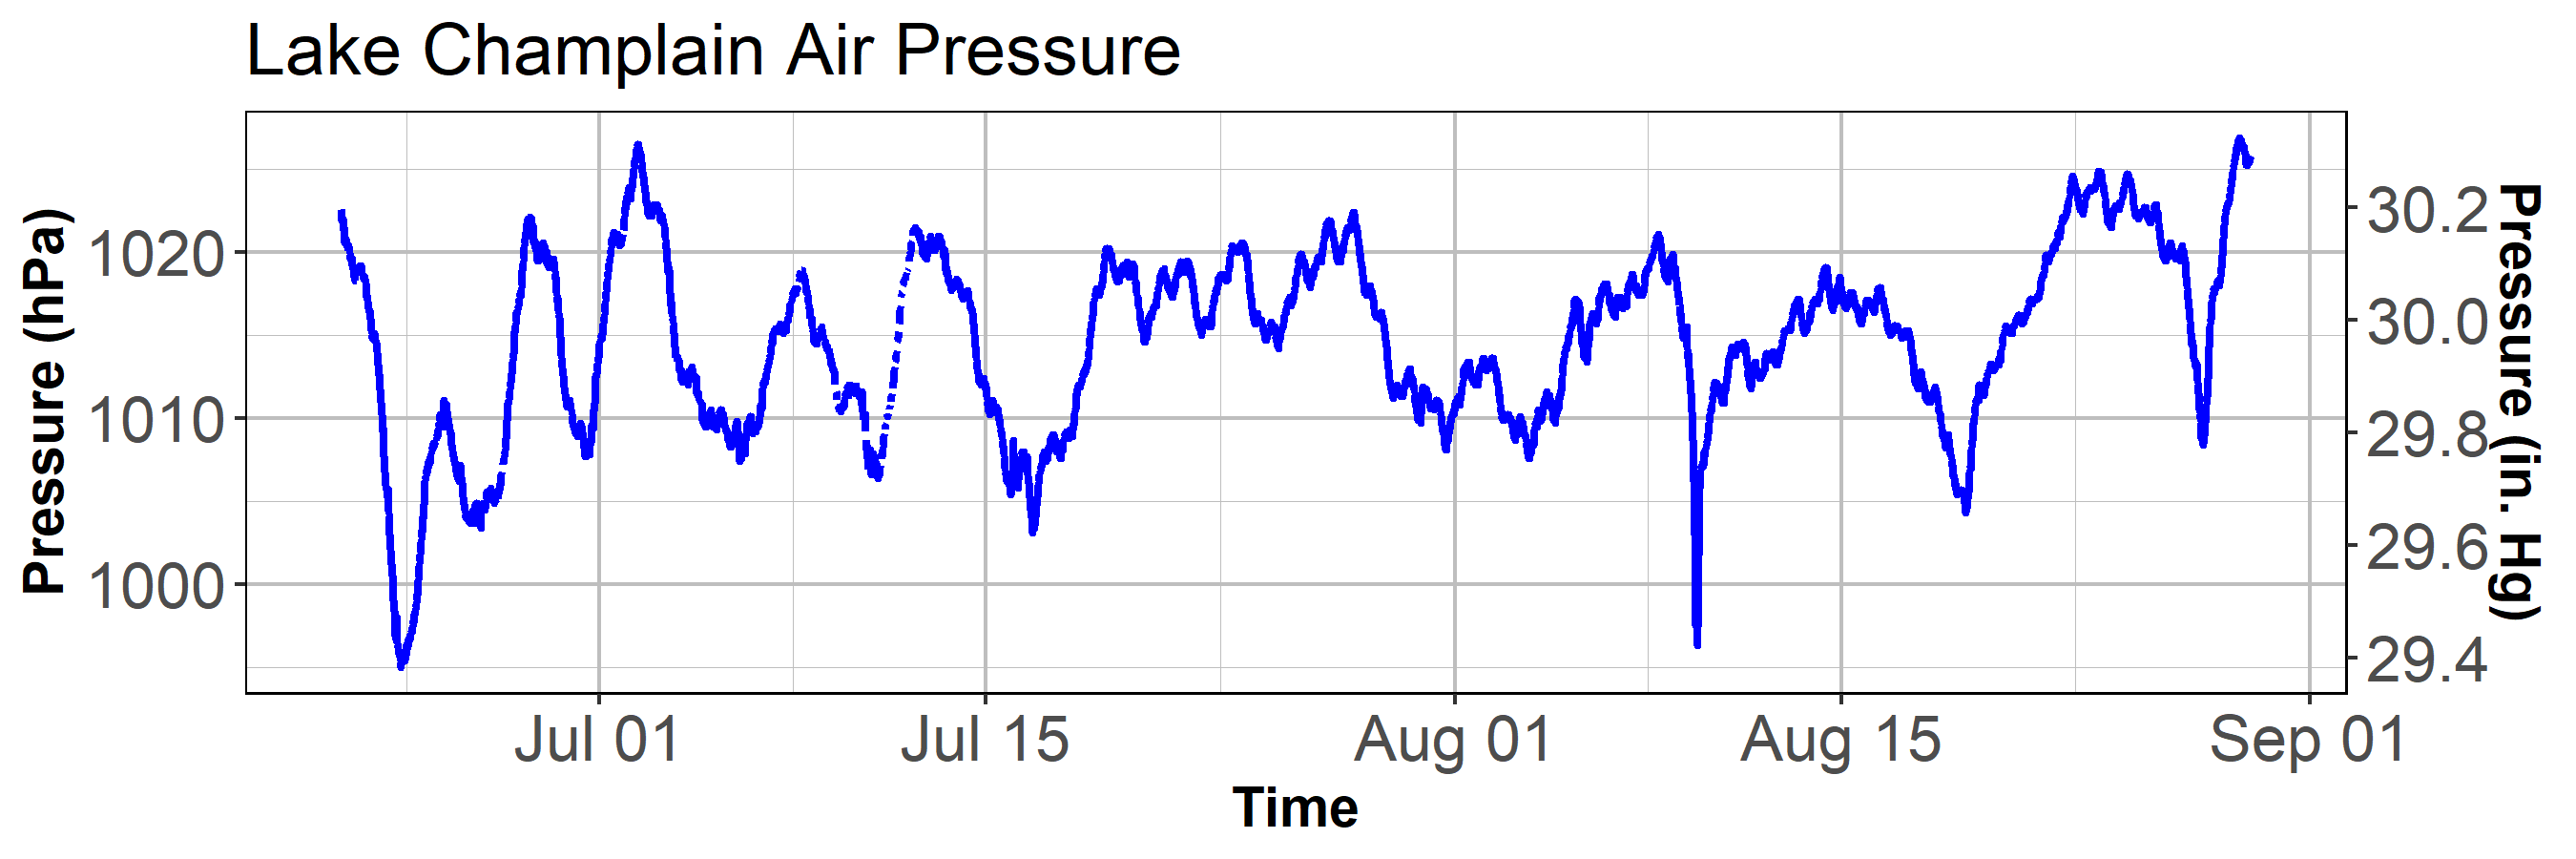 Lake Champlain Air Pressure
Pressure (hPa)
1020
1010
1000
30.2
30.0
29.8
29.6
29.4
Pressure (in. Hg)
Jul 01
Jul 15
Aug 01
Aug 15
Sep 01
Time